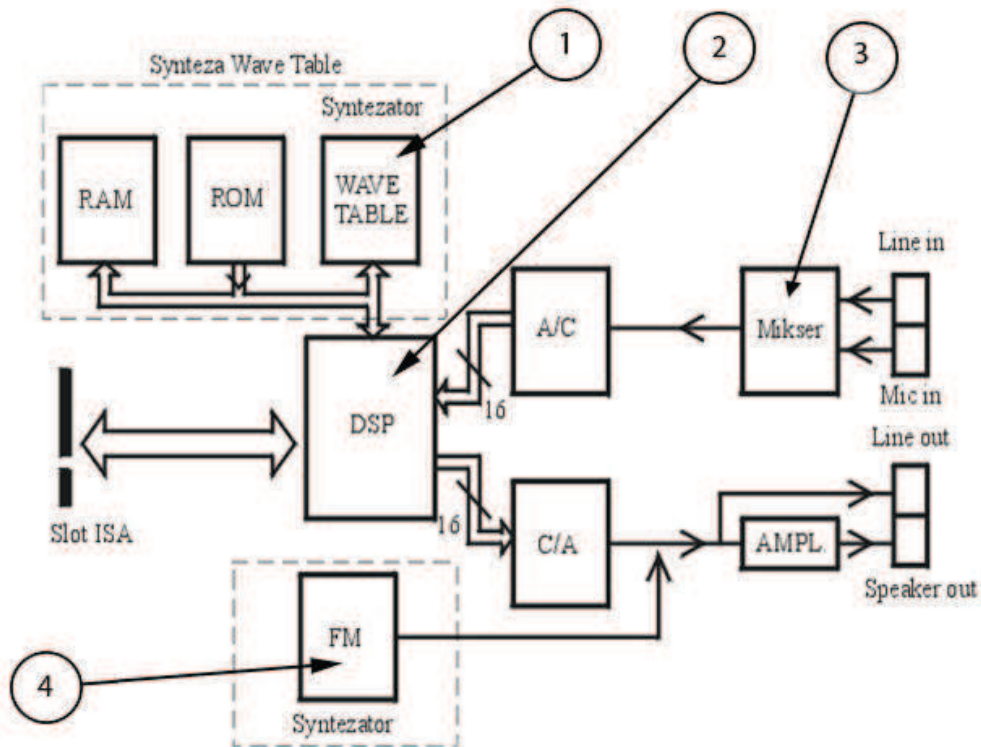 1
2
3
Synteza Wave Table
Syntezator
RAM
ROM
WAVE
TABLE
Line in
A/C
Mikser
Mic in
16
DSP
Line out
Slot ISA
16
C/A
AMPL.
Speaker out
FM
4
Syntezator